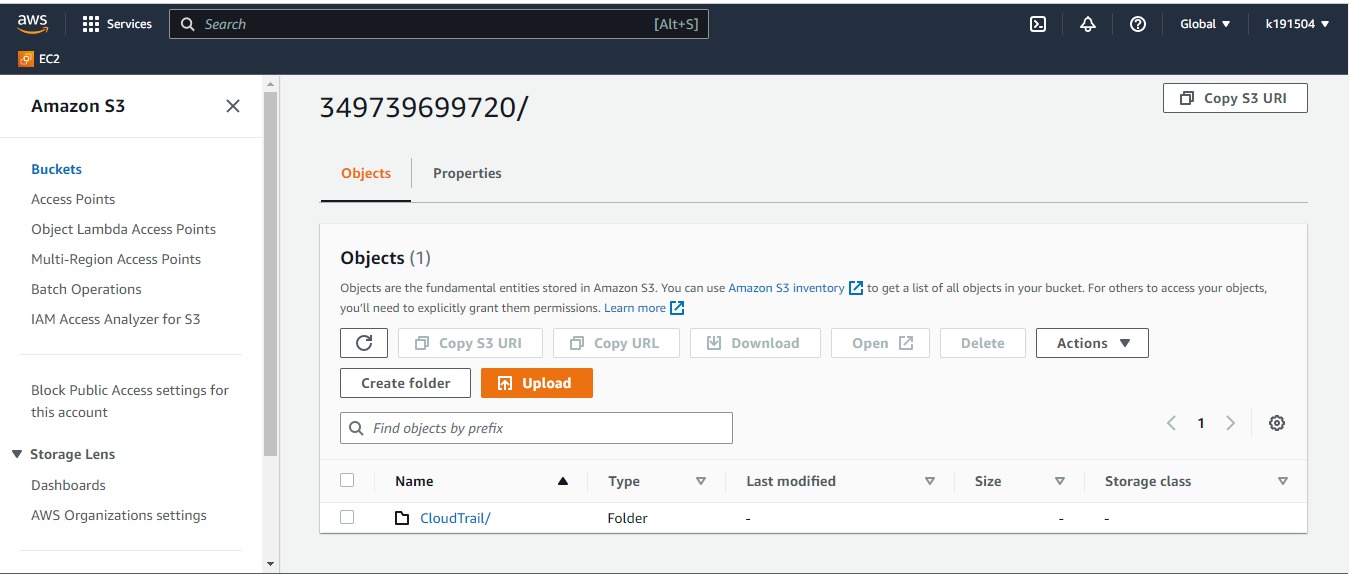 aws Services Search [Alt+S] Global k191504
EC2
Amazon S3
Buckets
Access Points
Object Lambda Access Points
Multi-Region Access Points
Batch Operations
IAM Access Analyzer for S3
Block Public Access settings for
this account
Storage Lens
Dashboards
AWS Organizations settings
349739699720/
Copy S3 URI
Objects Properties
Objects (1)
Objects are the fundamental entities stored in Amazon S3. You can use Amazon S3 inventory to get a list of all objects in your bucket. For others to access your objects,
you'll need to explicitly grant them permissions. Learn more
Copy S3 URI Copy URL Download Open Delete Actions
Create folder Upload
Find objects by prefix 1
Name Type Last modified Size Storage class
CloudTrail/ Folder - - -